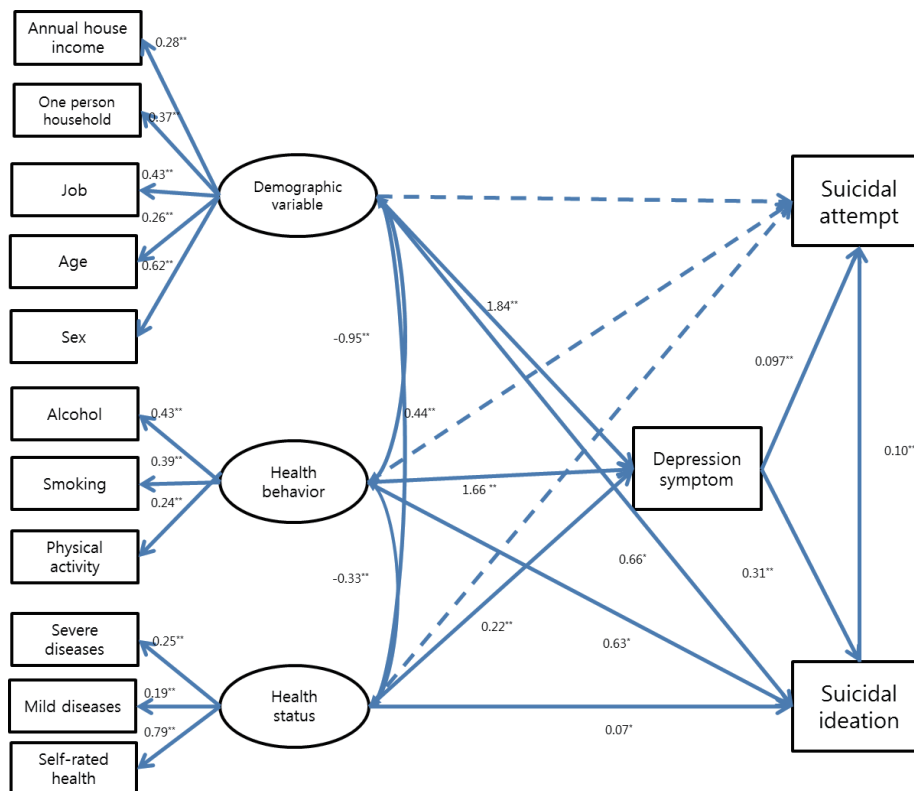 Annual house
income
0.28**
One person
household
0.37**
Job
0.43**
0.26**
Age
0.62**
Sex
Demographic
variable
Suicidal
attempt
1.84**
-0.95**
0.097**
0.44**
Alcohol
0.43**
Smoking
0.39**
0.24**
Physical
activity
Health
behavior
1.66 **
Depression
symptom
0.10**
0.66*
0.31**
-0.33**
0.22**
0.63*
Severe
diseases
0.25**
Mild diseases
0.19**
0.79**
Self-rated
health
Health
status
0.07*
Suicidal
ideation